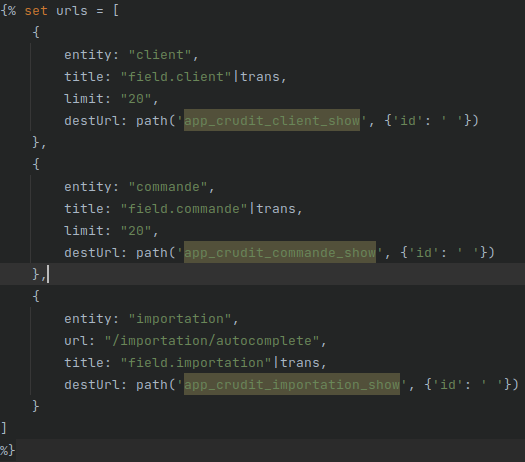 {% set urls = [
    {
        entity: "client",
        title: "field.client"|trans,
        limit: "20",
        destUrl: path('app_crudit_client_show', {'id': ' '})
    },
    {
        entity: "commande",
        title: "field.commande"|trans,
        limit: "20",
        destUrl: path('app_crudit_commande_show', {'id': ' '})
    },
    {
        entity: "importation",
        url: "/importation/autocomplete",
        title: "field.importation"|trans,
        destUrl: path('app_crudit_importation_show', {'id': ' '})
    }
]
%}